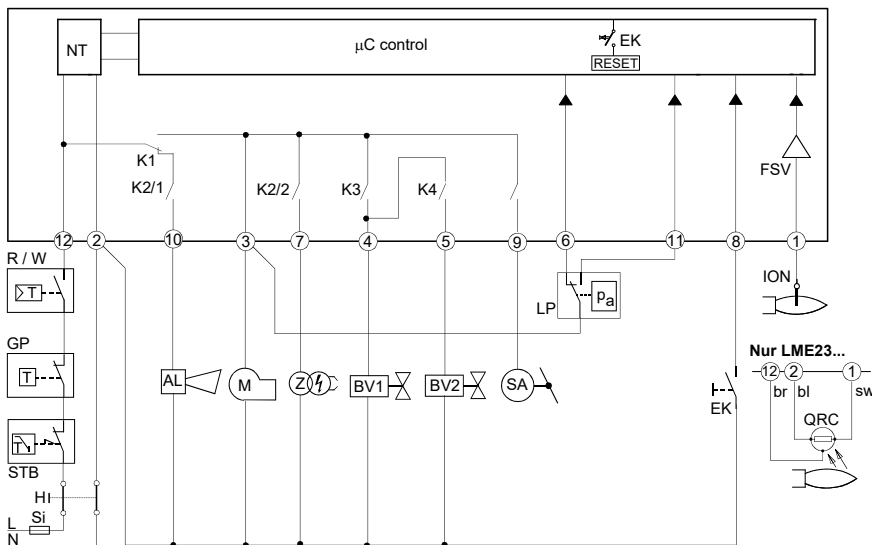 NT
µC control
EK
RESET
FSV
K1
K2/1
K2/2
K3
K4
12
2
10
3
7
4
5
9
6
11
8
1
R / W
T
GP
T
STB
T
H
Si
L
N
AL
M
Z
BV1
BV2
SA
LP
pa
EK
ION
Nur LME23...
12
2
1
br
bl
sw
QRC